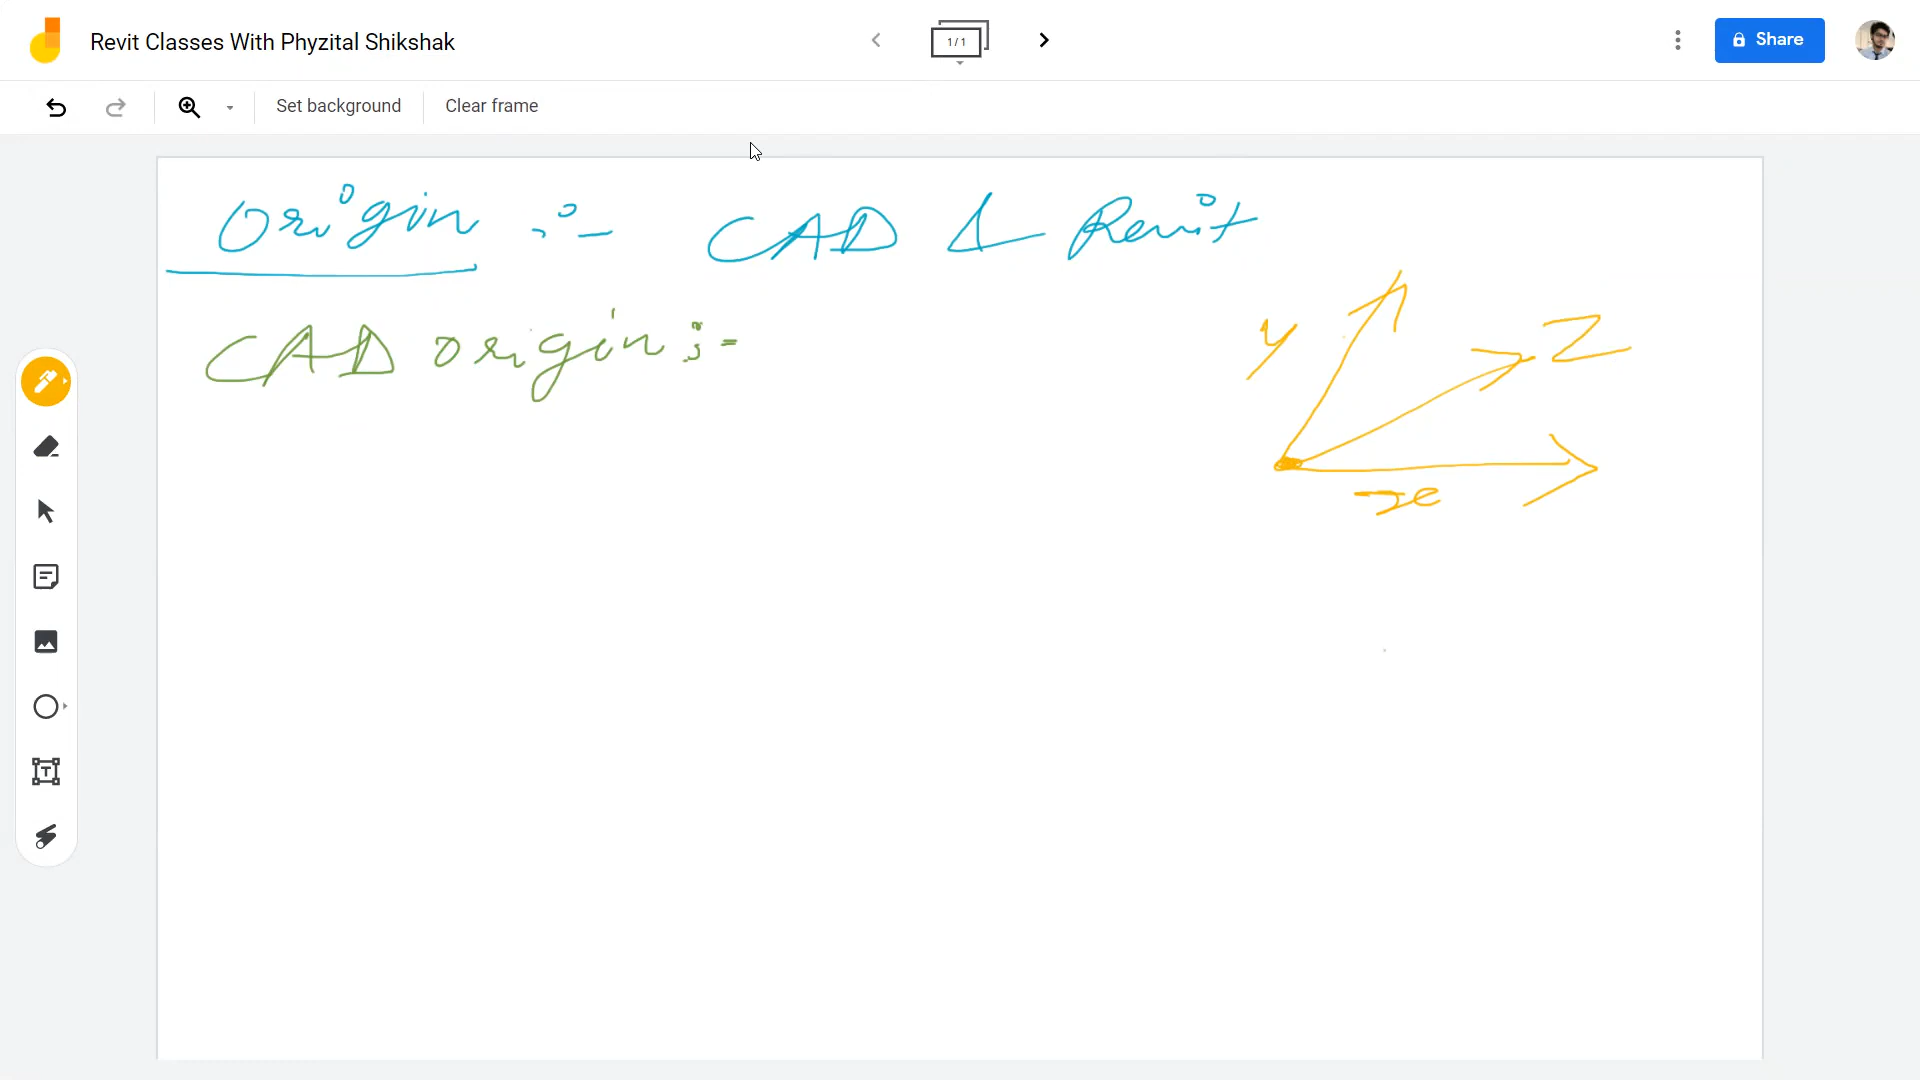 Revit Classes With Phyzital Shikshak
1/1
Share
Set background
Clear frame
Origin :- CAD & Revit
CAD origin :=
y
Z
x